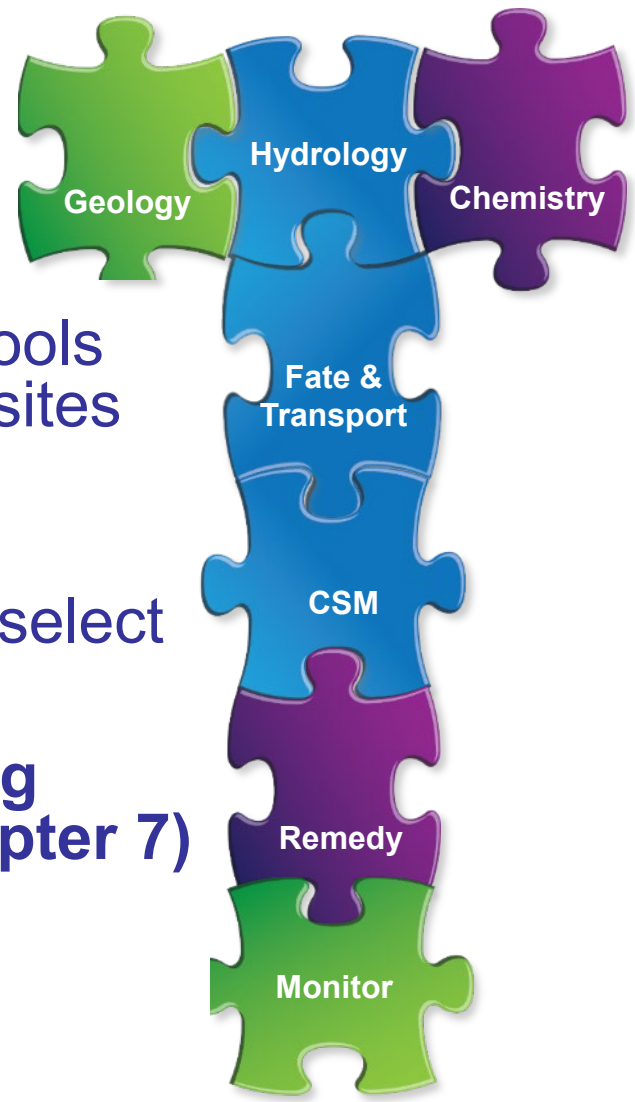 Geology
Hydrology
Chemistry
ools
sites
Fate &
Transport
CSM
select
g
pter 7)
Remedy
Monitor